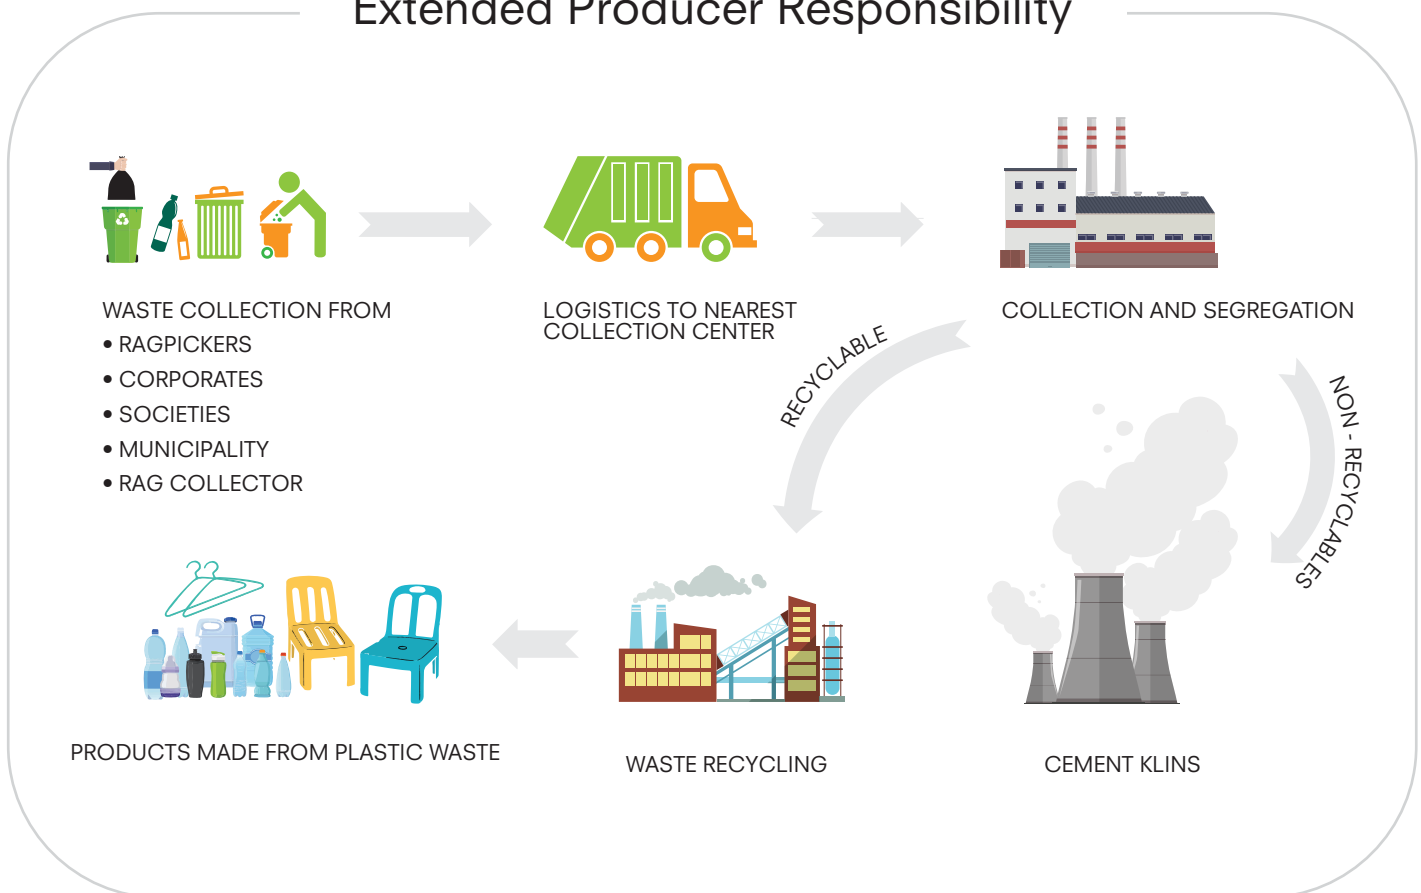 Extended Producer Responsibility
WASTE COLLECTION FROM
• RAGPICKERS
• CORPORATES
• SOCIETIES
• MUNICIPALITY
• RAG COLLECTOR
LOGISTICS TO NEAREST
COLLECTION CENTER
COLLECTION AND SEGREGATION
RECYCLABLE
NON - RECYCLABLES
PRODUCTS MADE FROM PLASTIC WASTE
WASTE RECYCLING
CEMENT KLINS